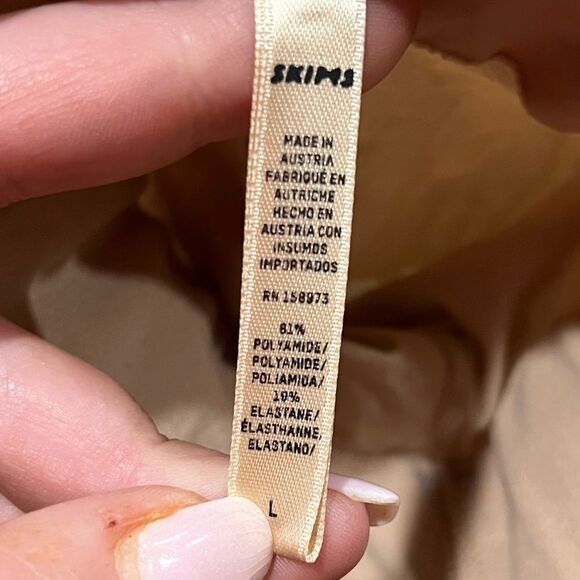 SKIMS
MADE IN
AUSTRIA
FABRIQUÉ EN
AUTRICHE
HECHO EN
AUSTRIA CON
INSUMOS
IMPORTADOS
RN 158973
81%
POLYAMIDE/
POLYAMIDE/
POLIAMIDA/
19%
ELASTANE/
ÉLASTHANNE/
ELASTANO/
L